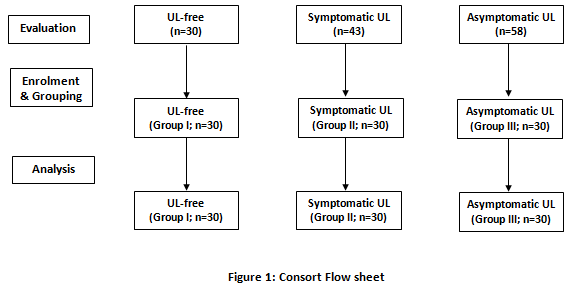 Evaluation
UL-free
(n=30)
Symptomatic UL
(n=43)
Asymptomatic UL
(n=58)
Enrolment
& Grouping
UL-free
(Group I; n=30)
Symptomatic UL
(Group II; n=30)
Asymptomatic UL
(Group III; n=30)
Analysis
UL-free
(Group I; n=30)
Symptomatic UL
(Group II; n=30)
Asymptomatic UL
(Group III; n=30)
Figure 1: Consort Flow sheet